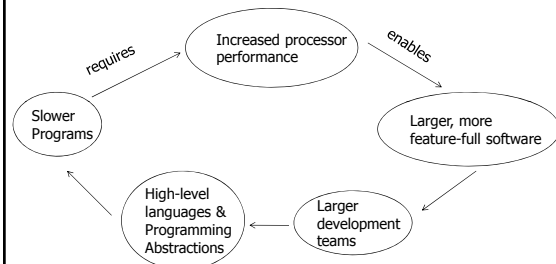 Increased processor
performance
enables
requires
Slower
Programs
Larger, more
feature-full software
High-level
languages &
Programming
Abstractions
Larger
development
teams